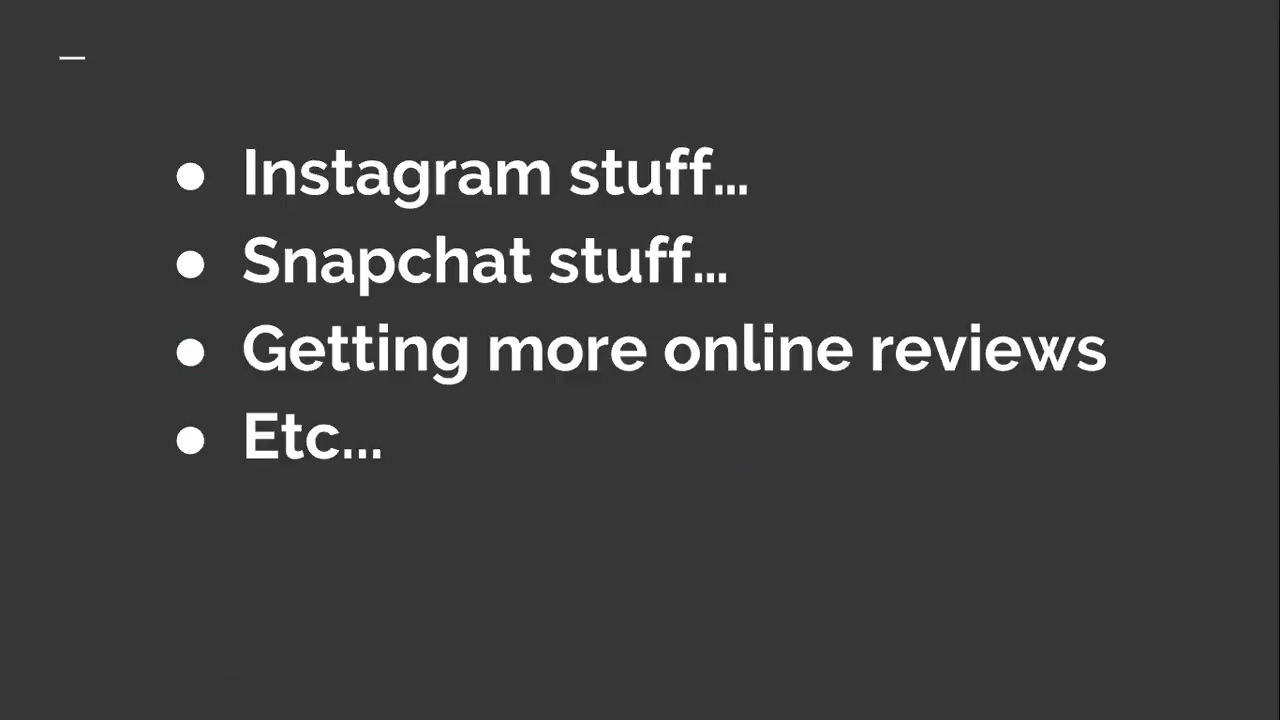 ● Instagram stuff…
● Snapchat stuff…
● Getting more online reviews
● Etc...